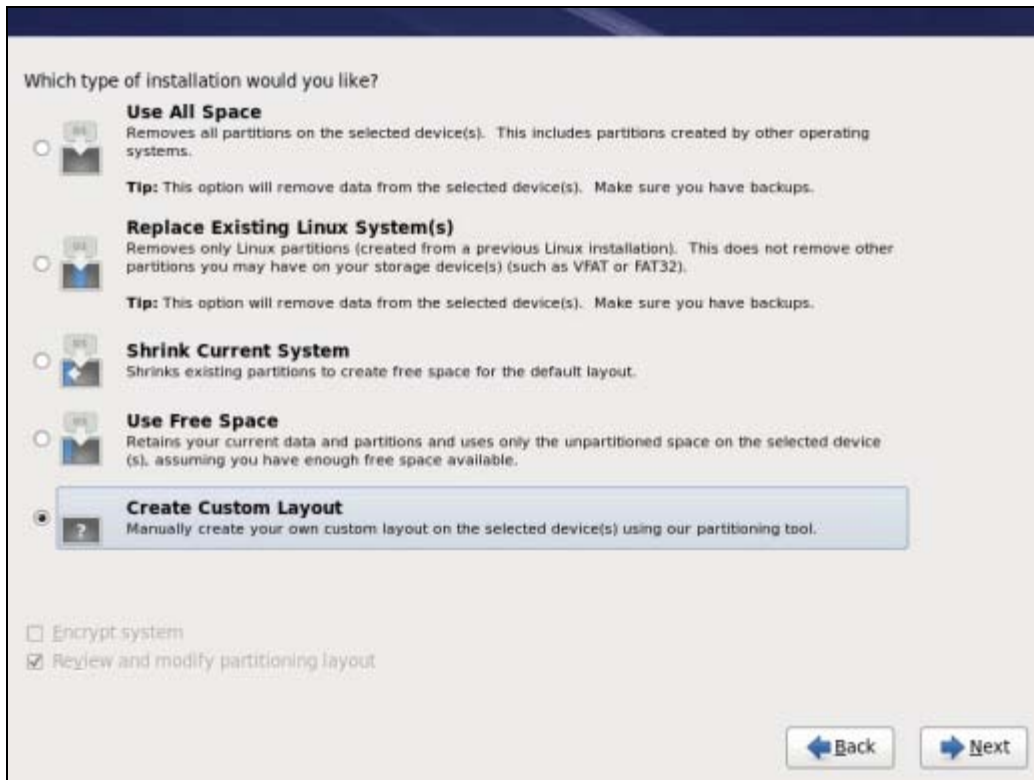 Which type of installation would you like?
Use All Space
Removes all partitions on the selected device(s). This includes partitions created by other operating
systems.
Tip: This option will remove data from the selected device(s). Make sure you have backups.
Replace Existing Linux System(s)
Removes only Linux partitions (created from a previous Linux installation). This does not remove other
partitions you may have on your storage device(s) (such as VFAT or FAT32).
Tip: This option will remove data from the selected device(s). Make sure you have backups.
Shrink Current System
Shrinks existing partitions to create free space for the default layout.
Use Free Space
Retains your current data and partitions and uses only the unpartitioned space on the selected device
(s), assuming you have enough free space available.
?
Create Custom Layout
Manually create your own custom layout on the selected device(s) using our partitioning tool.
Encrypt system
Review and modify partitioning layout
Back
Next